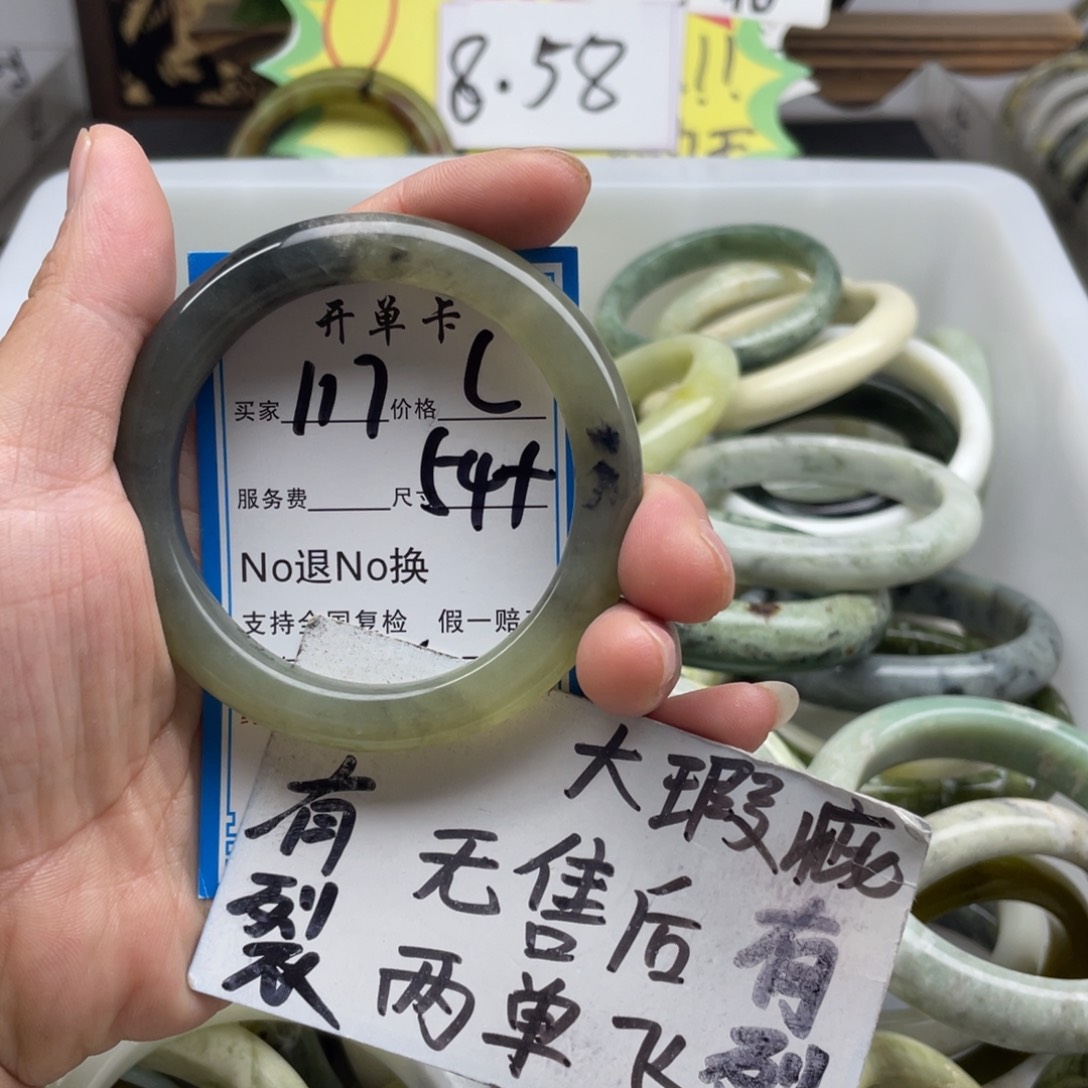 8.58
!!
开单卡
买家 117 价格 L
服务费 尺寸 54+
No退No换
支持全国复检 假一赔
大瑕疵
有裂
无售后
有裂
两单飞